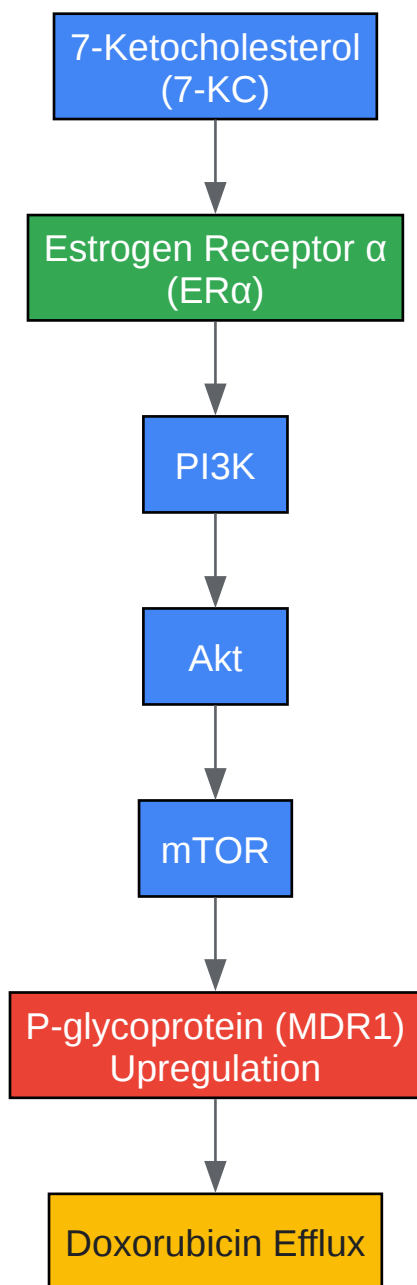 7-Ketocholesterol
(7-KC)
Estrogen Receptor α
(ERα)
PI3K
Akt
mTOR
P-glycoprotein (MDR1)
Upregulation
Doxorubicin Efflux